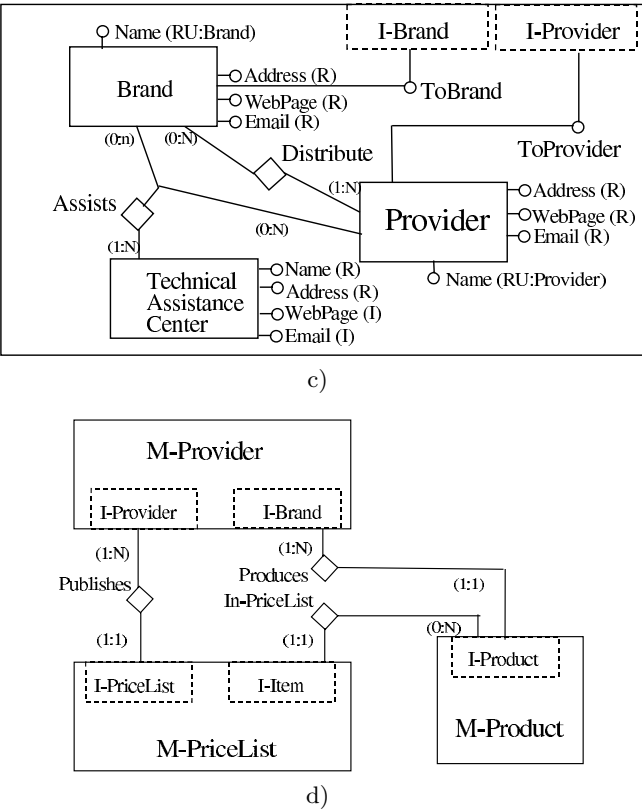 Name (RU:Brand)
I-Brand
I-Provider
Brand
Address (R)
WebPage (R)
Email (R)
ToBrand
ToProvider
(0:n)
(0:N)
Distribute
Assists
(1:N)
(0:N)
(1:N)
Provider
Address (R)
WebPage (R)
Email (R)
Name (RU:Provider)
Technical
Assistance
Center
Name (R)
Address (R)
WebPage (I)
Email (I)
c)
M-Provider
I-Provider
I-Brand
(1:N)
(1:N)
Publishes
Produces
(1:1)
In-PriceList
(1:1)
(1:1)
(0:N)
I-PriceList
I-Item
I-Product
M-PriceList
M-Product
d)